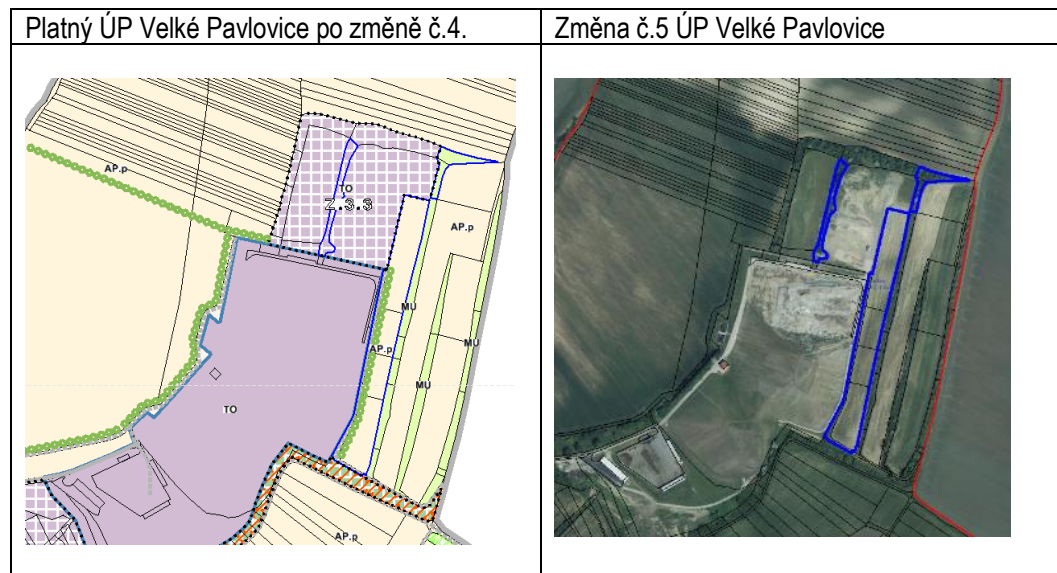 Platný ÚP Velké Pavlovice po změně č.4.
Změna č.5 ÚP Velké Pavlovice
AP.p
TO
Z.3.3
AP.p
MU
AP.p
MU
MU
TO
AP.p